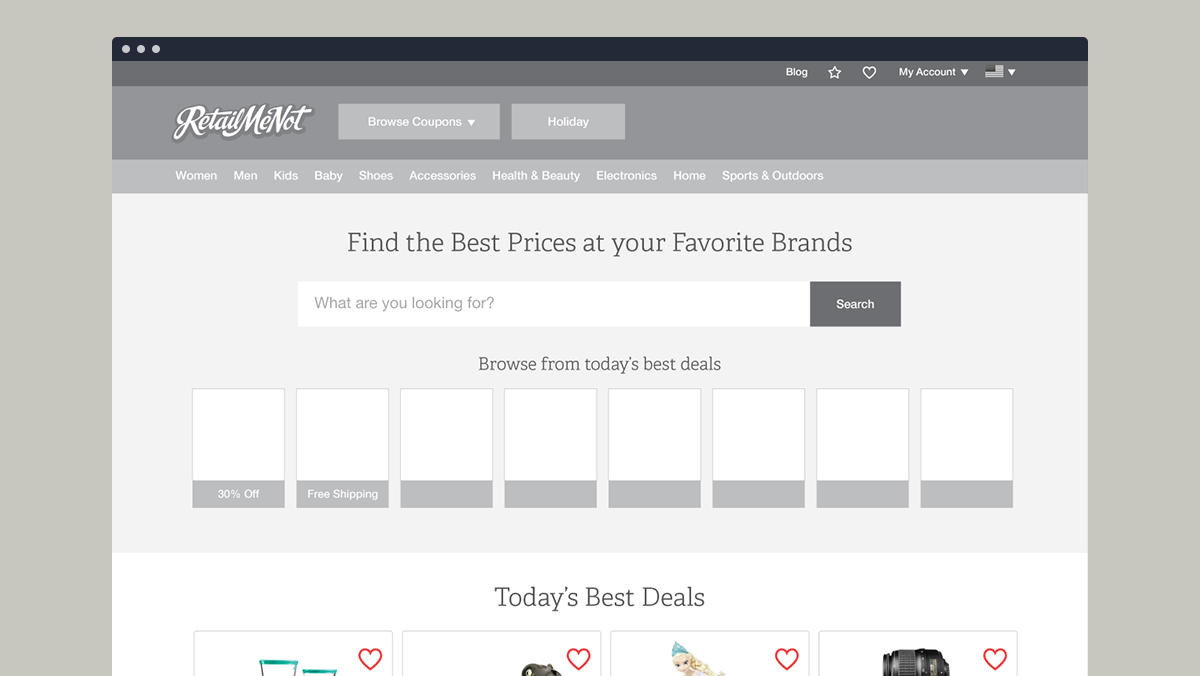 Blog My Account
RetailMeNot Browse Coupons Holiday
Women Men Kids Baby Shoes Accessories Health & Beauty Electronics Home Sports & Outdoors
Find the Best Prices at your Favorite Brands
What are you looking for? Search
Browse from today's best deals
30% Off Free Shipping
Today's Best Deals